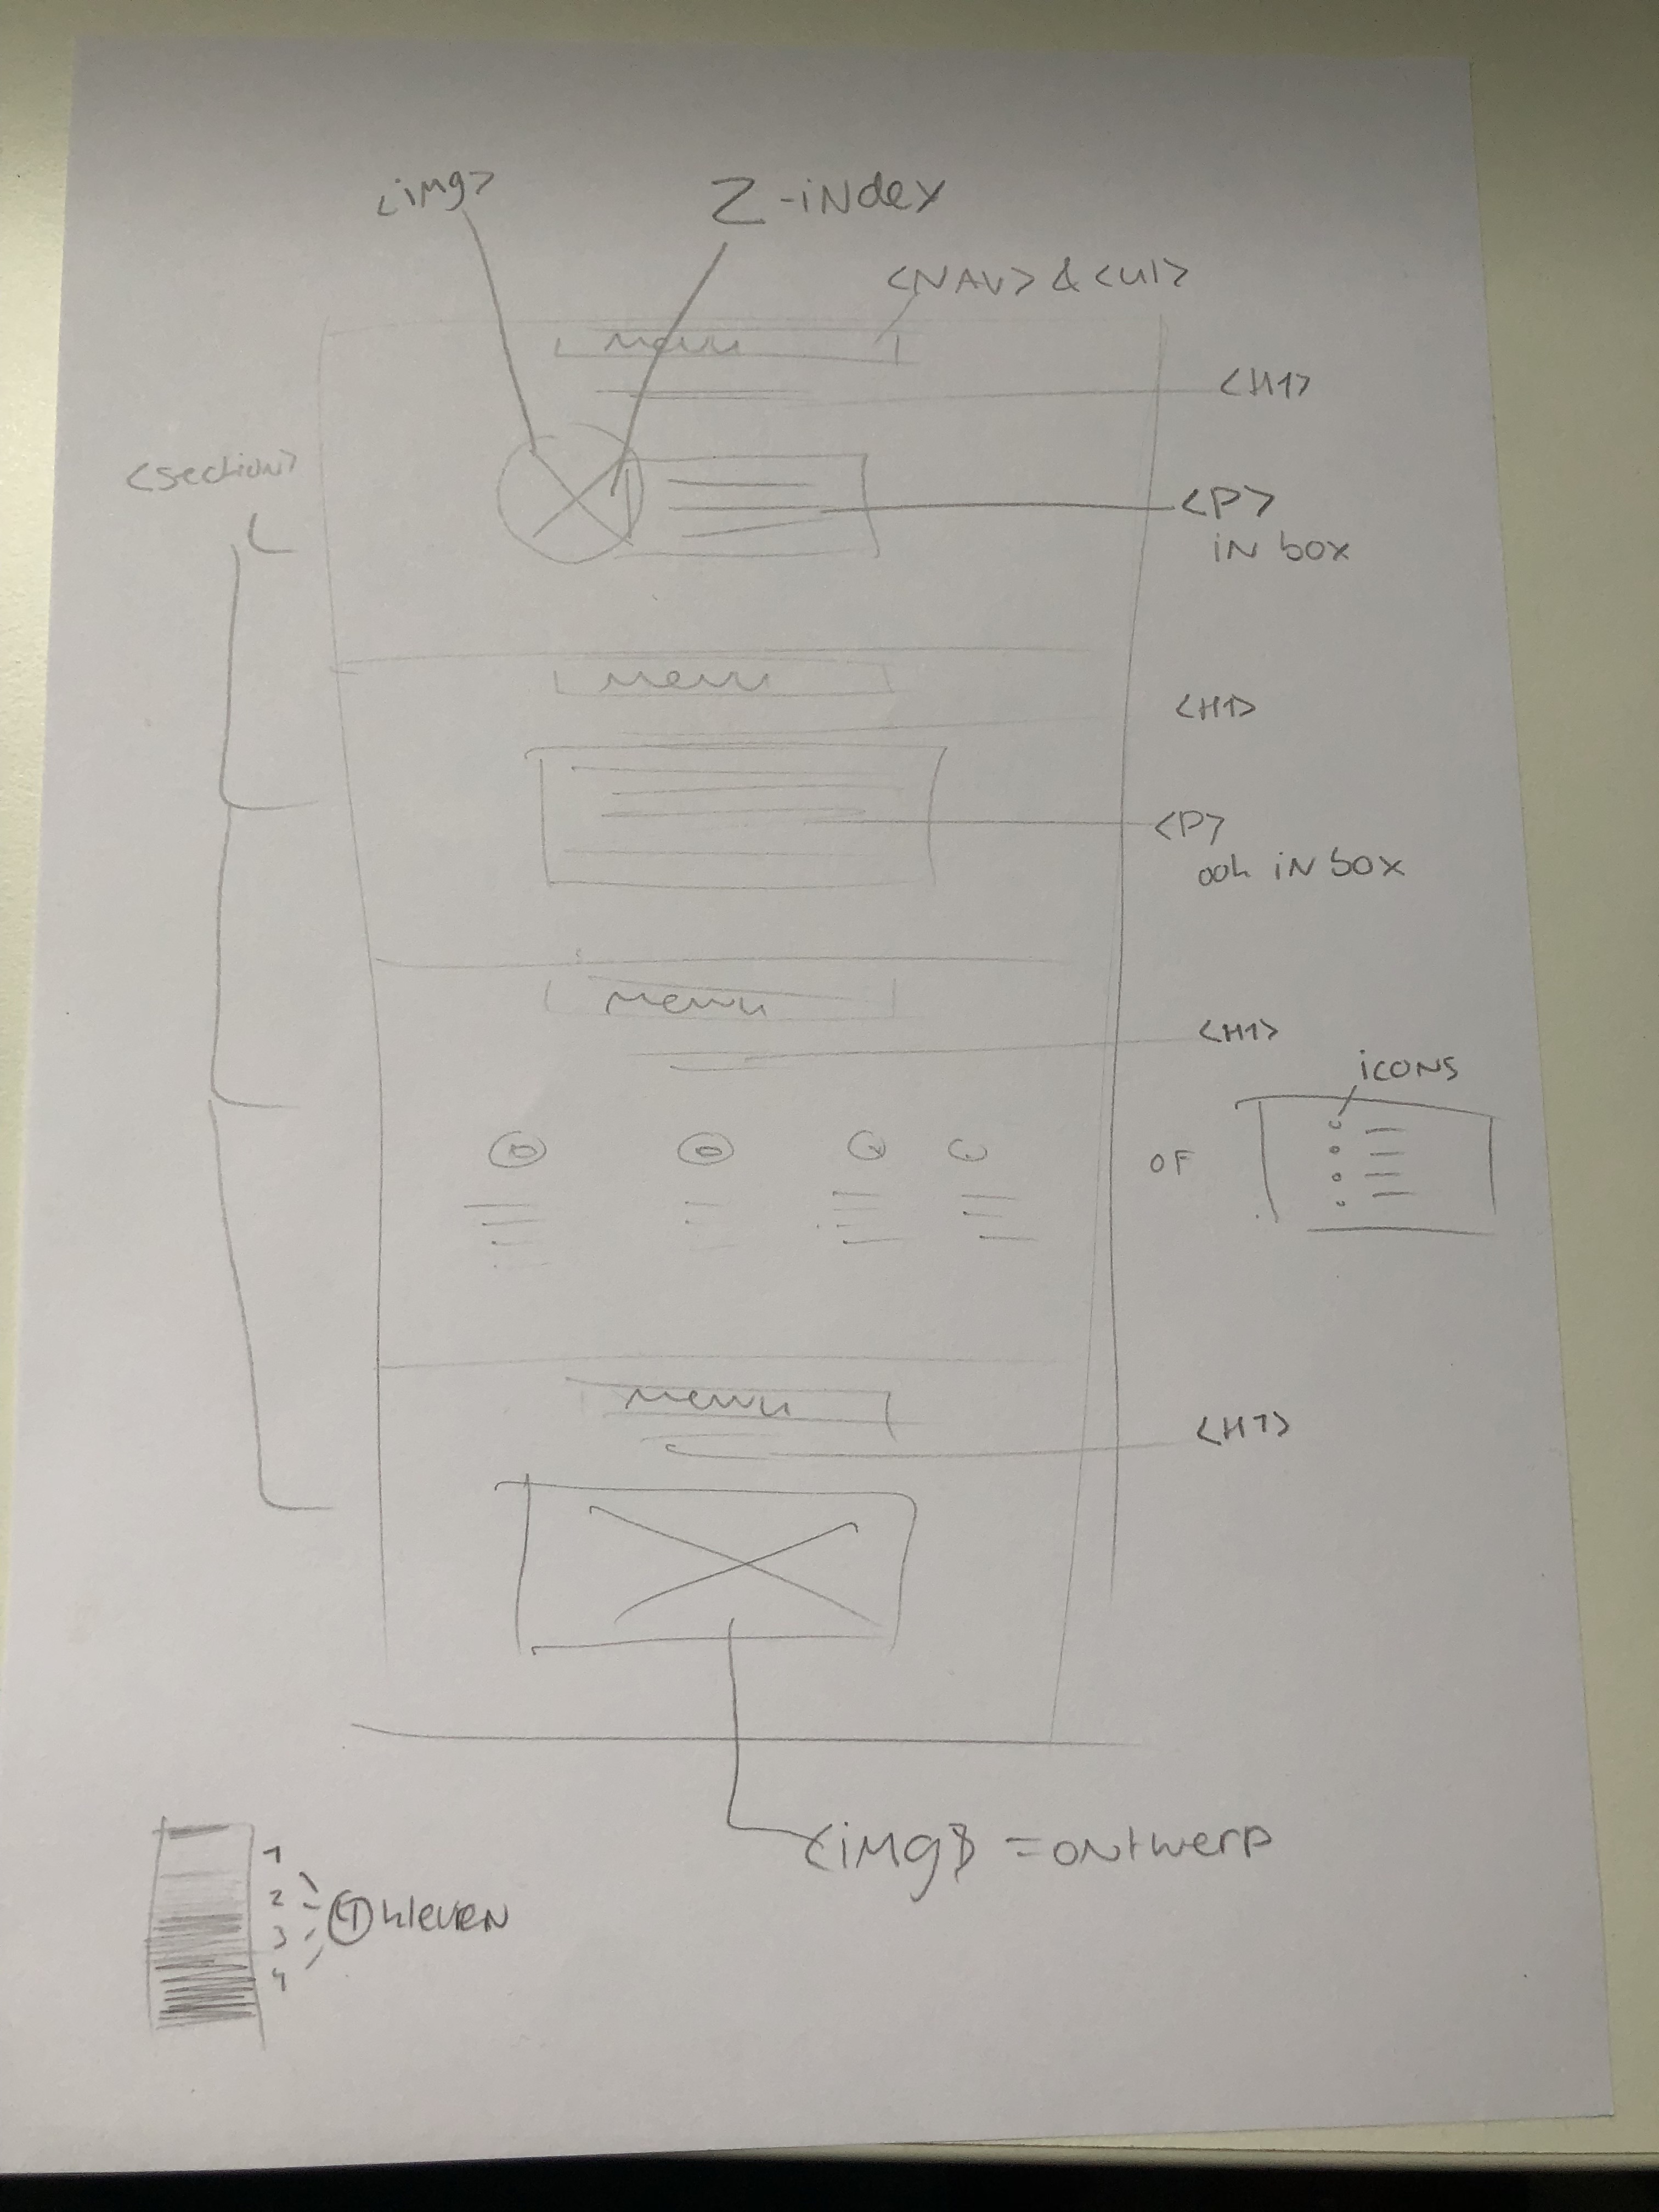 <img>
Z-index
<NAV> & <ul>
menu
<H1>
<section>
<P>
in box
menu
<H1>
<P>
ook in box
menu
<H1>
icons
OF
menu
<H1>
<img> = ontwerp
1
2
3
4
kleuren